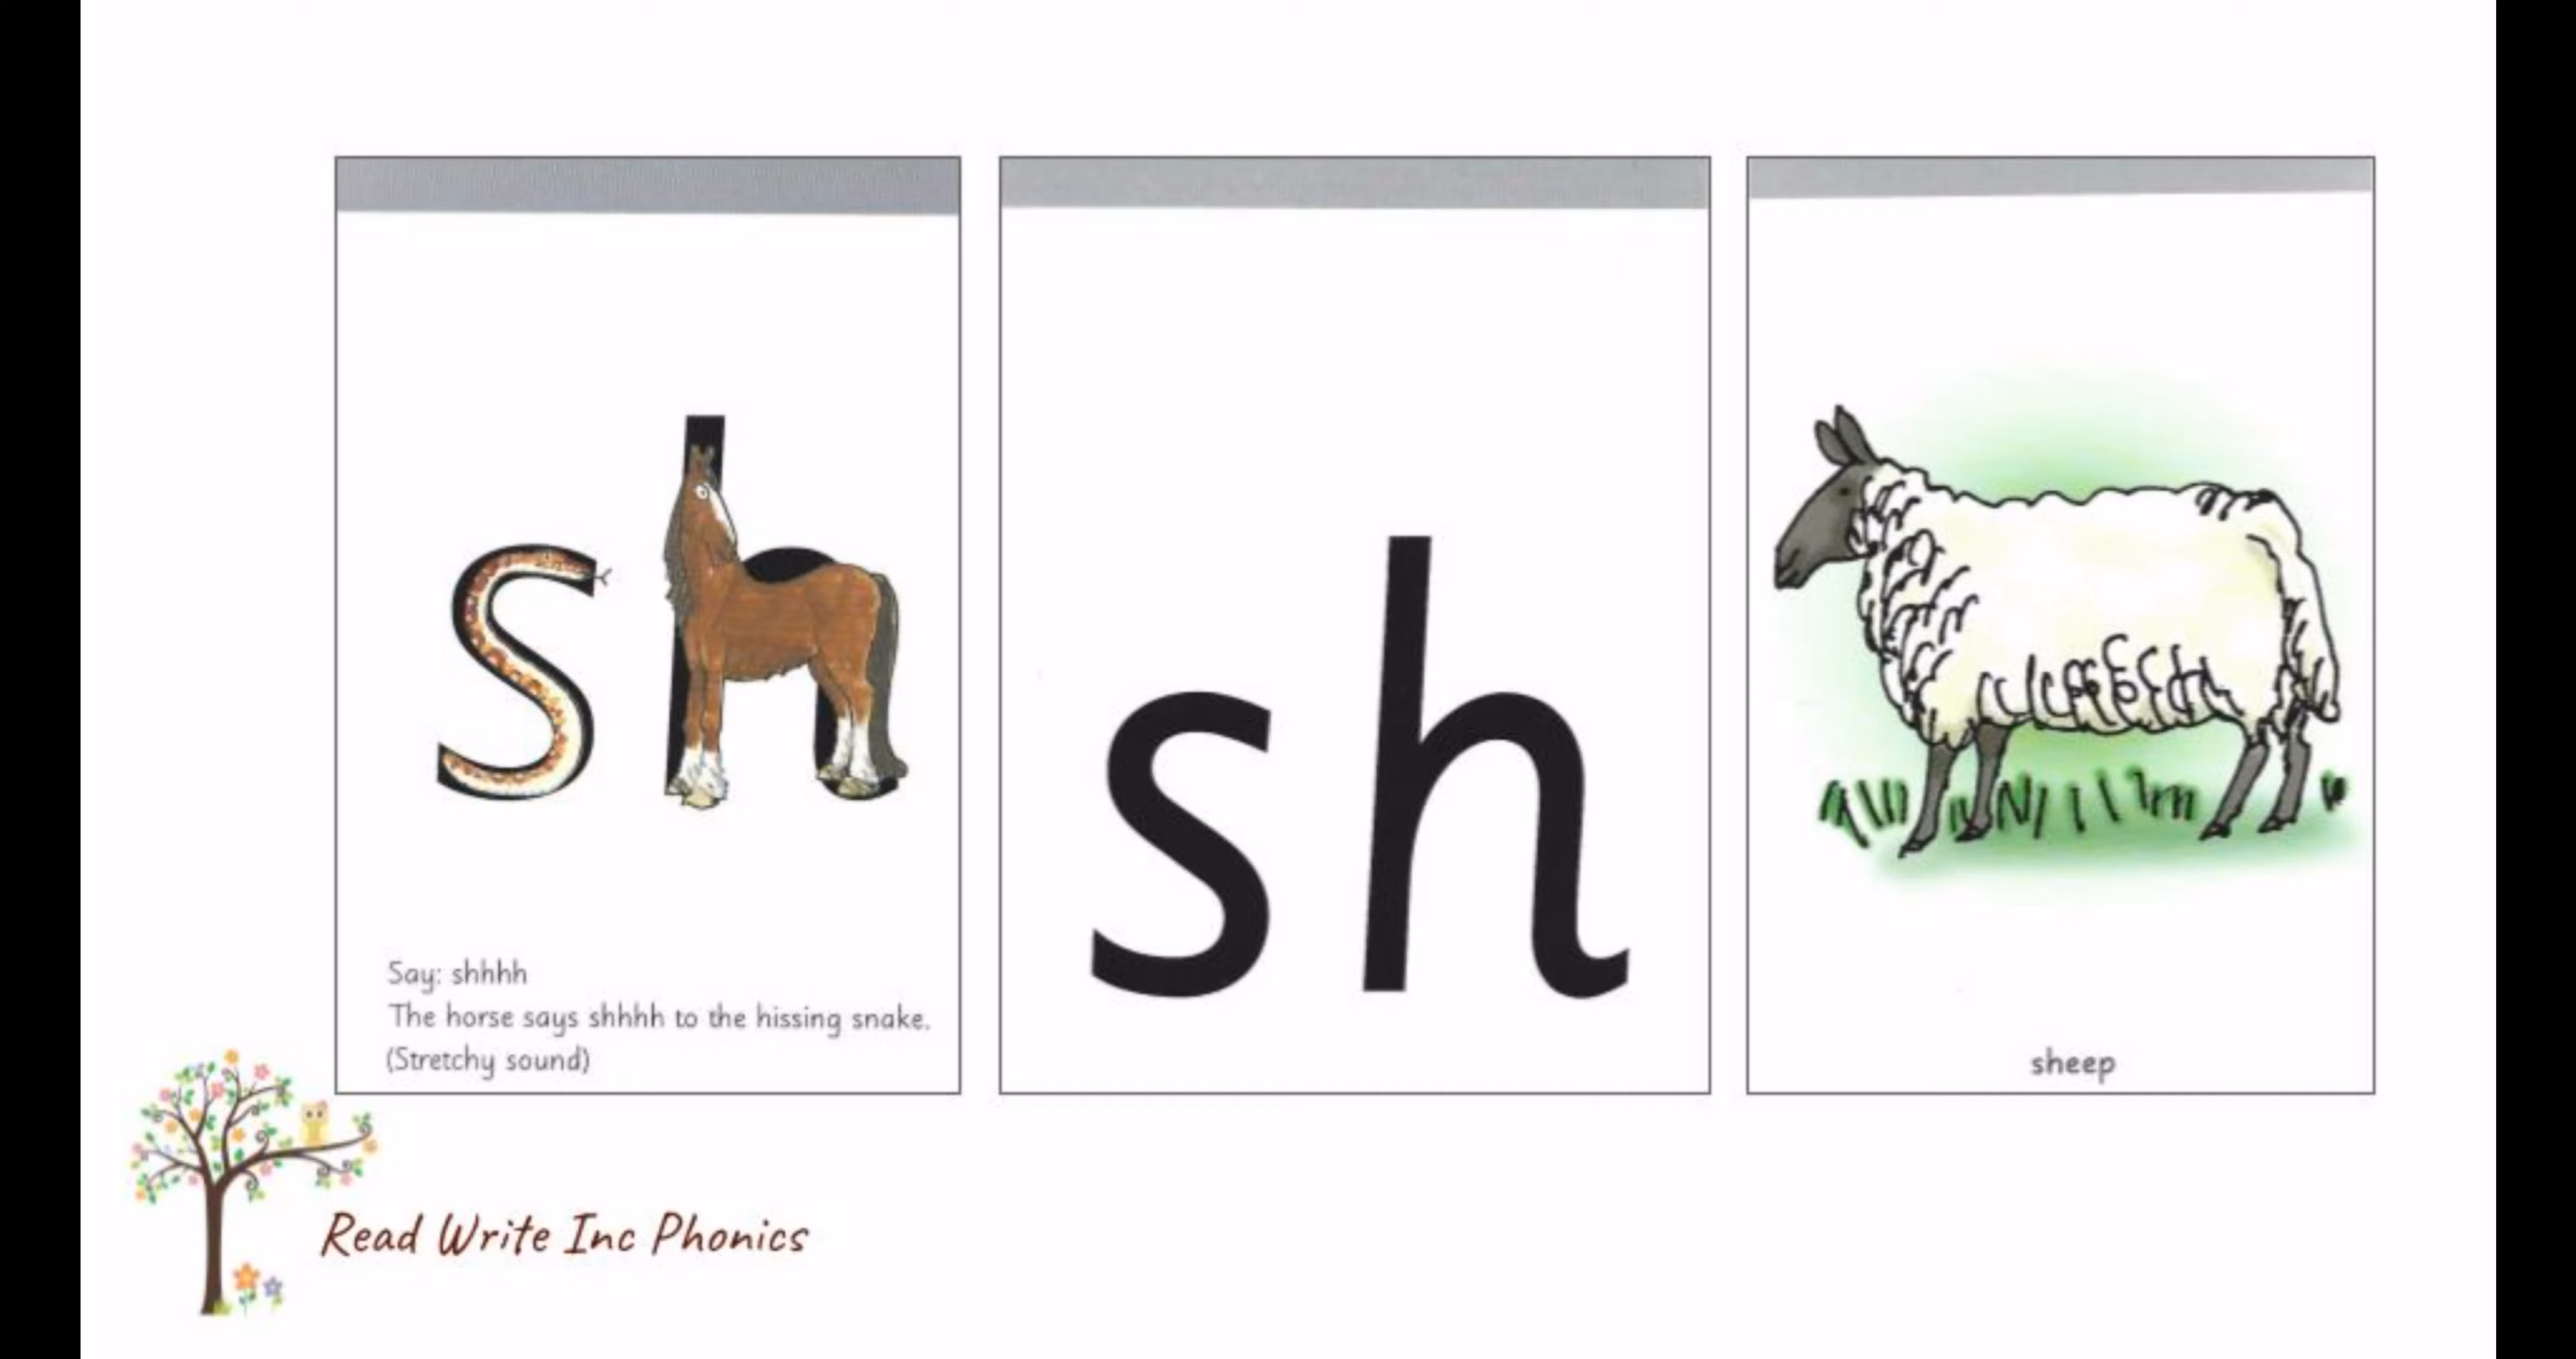 sh
Say: shhhh
The horse says shhhh to the hissing snake.
(Stretchy sound)
sh
sheep
Read Write Inc Phonics